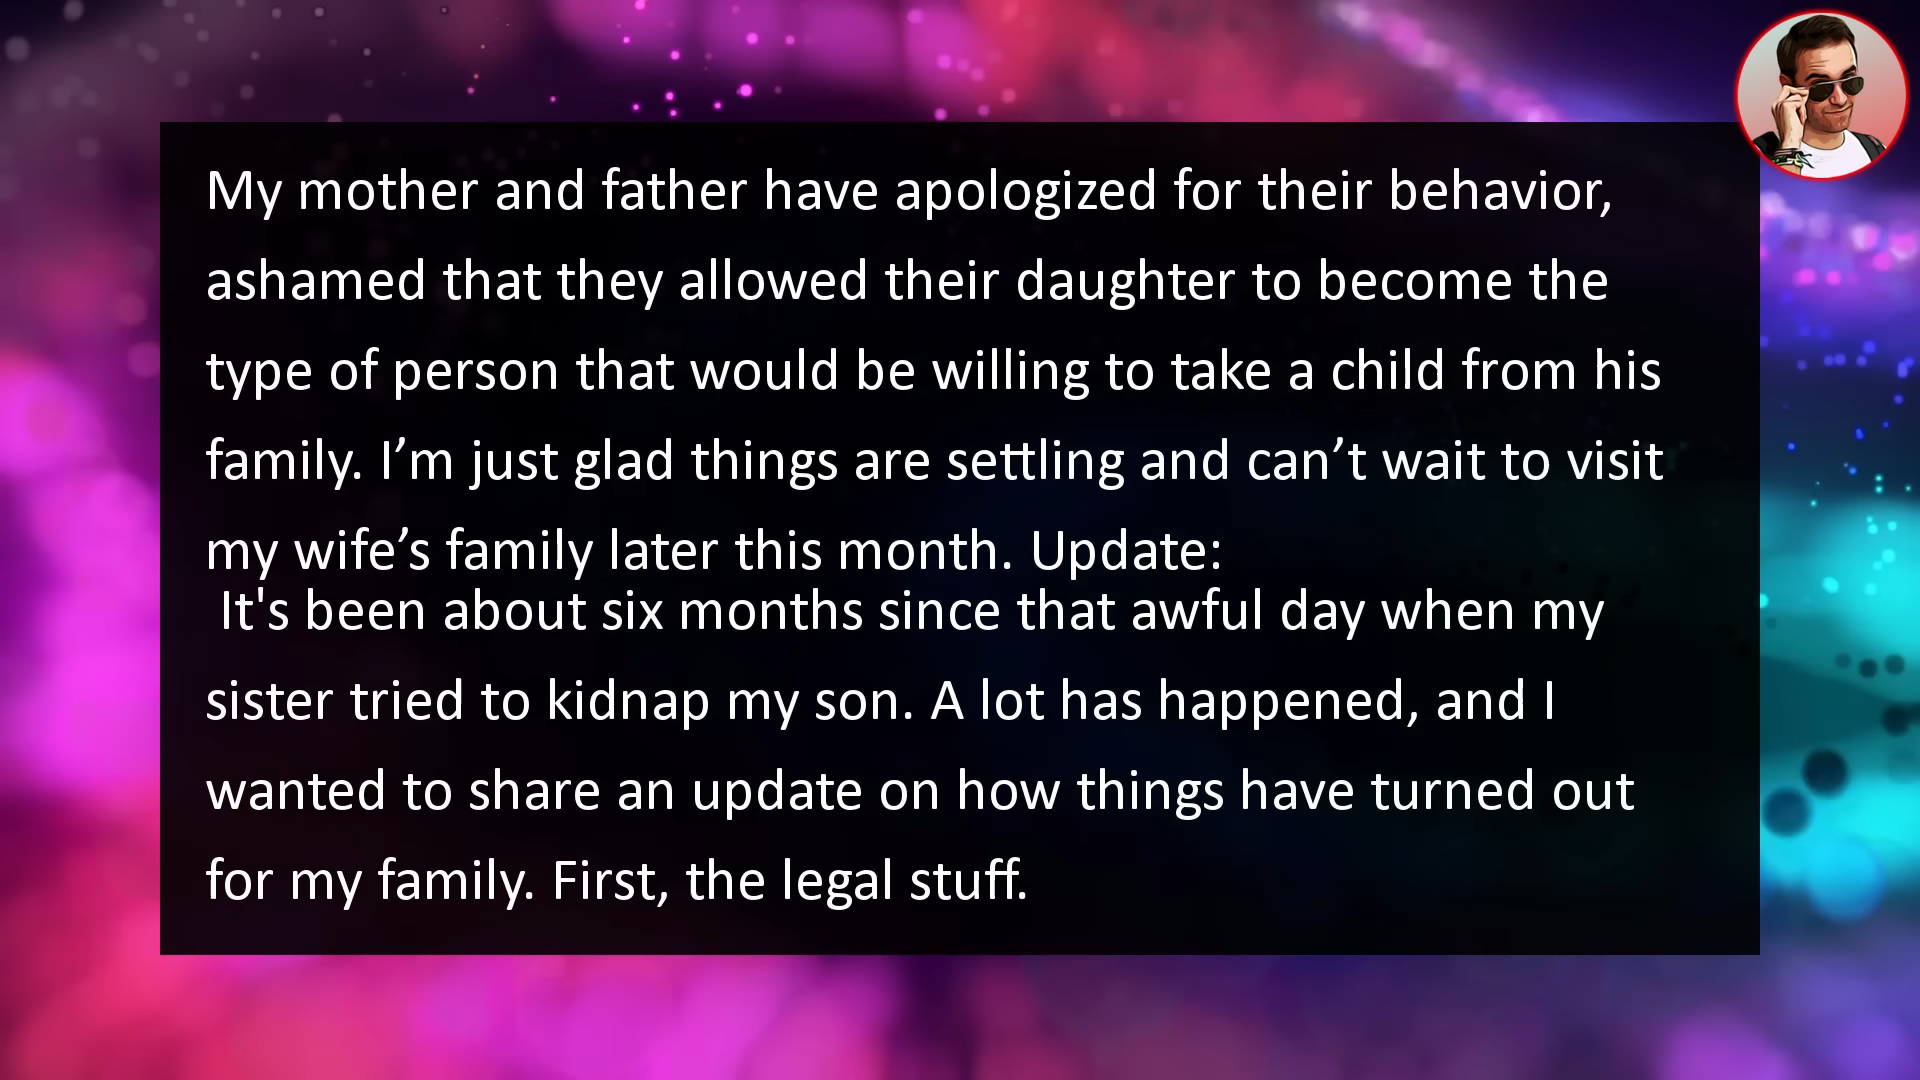 My mother and father have apologized for their behavior,
ashamed that they allowed their daughter to become the
type of person that would be willing to take a child from his
family. I’m just glad things are settling and can’t wait to visit
my wife’s family later this month. Update:
It's been about six months since that awful day when my
sister tried to kidnap my son. A lot has happened, and I
wanted to share an update on how things have turned out
for my family. First, the legal stuff.